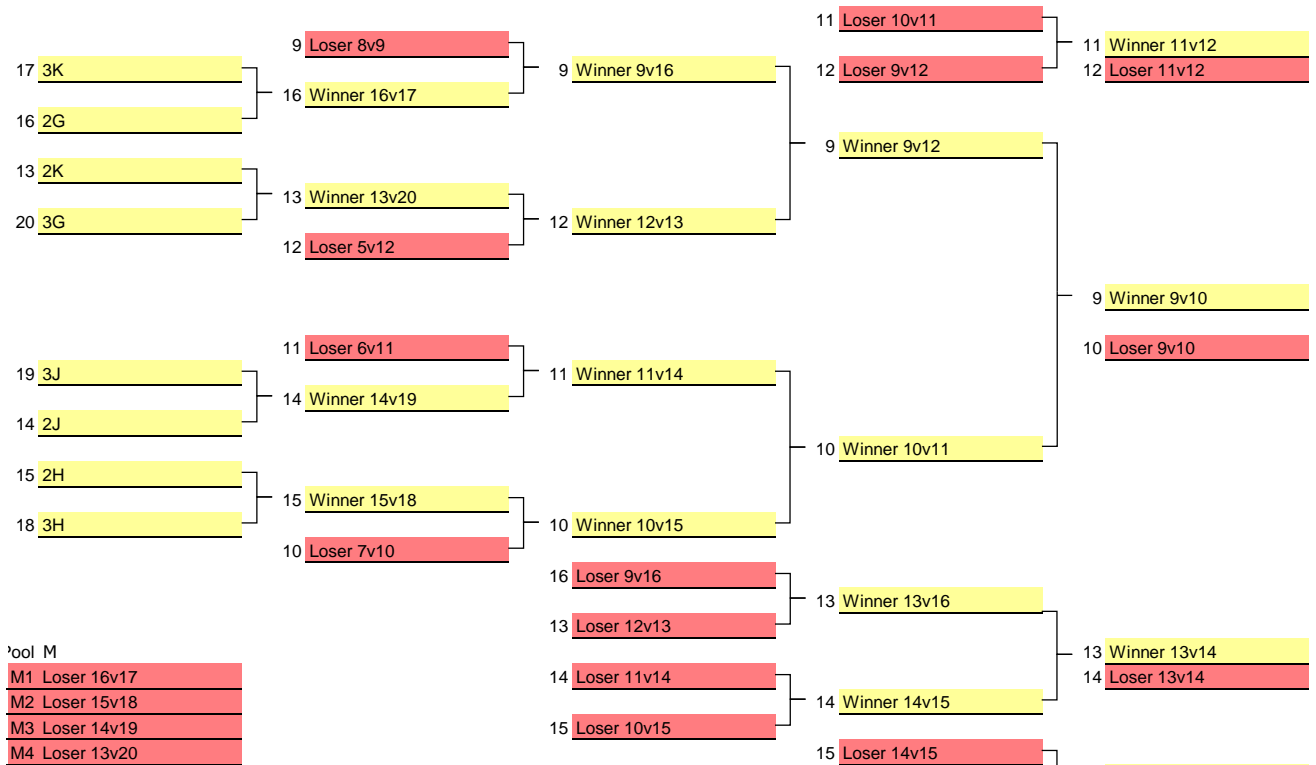 11 Loser 10v11
9 Loser 8v9
11 Winner 11v12
17 3K
9 Winner 9v16
12 Loser 9v12
12 Loser 11v12
16 Winner 16v17
16 2G
9 Winner 9v12
13 2K
13 Winner 13v20
20 3G
12 Winner 12v13
12 Loser 5v12
9 Winner 9v10
11 Loser 6v11
10 Loser 9v10
19 3J
11 Winner 11v14
14 Winner 14v19
14 2J
10 Winner 10v11
15 2H
15 Winner 15v18
18 3H
10 Winner 10v15
10 Loser 7v10
16 Loser 9v16
13 Winner 13v16
13 Loser 12v13
Pool M
13 Winner 13v14
M1 Loser 16v17
14 Loser 11v14
14 Loser 13v14
M2 Loser 15v18
14 Winner 14v15
M3 Loser 14v19
15 Loser 10v15
M4 Loser 13v20
15 Loser 14v15